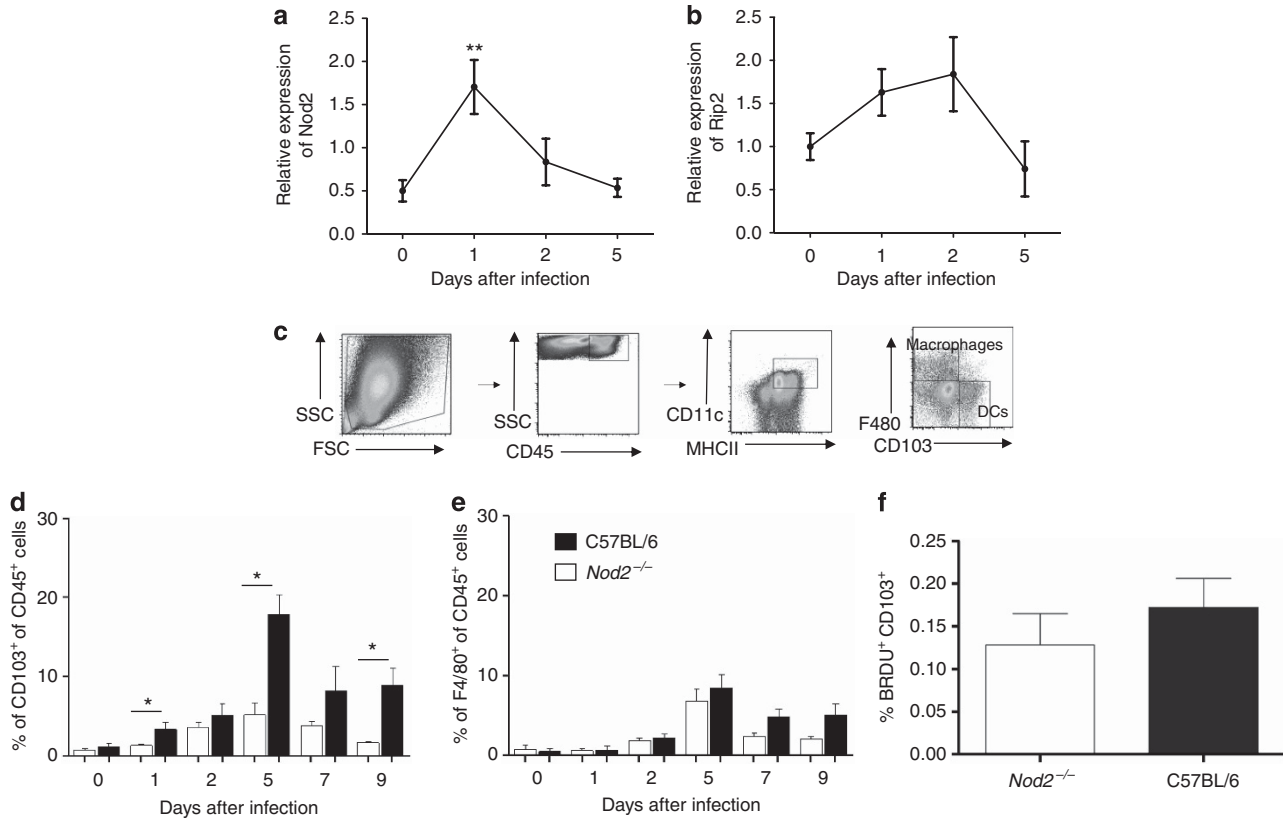 a
Relative expression
of Nod2
2.5
2.0
1.5
1.0
0.5
0.0
**
0 1 2 5
Days after infection
b
Relative expression
of Rip2
2.5
2.0
1.5
1.0
0.5
0.0
0 1 2 5
Days after infection
c
SSC
FSC
SSC
CD45
CD11c
MHCII
Macrophages
DCs
F480
CD103
d
% of CD103⁺ of CD45⁺ cells
30
20
10
0
*
*
*
0 1 2 5 7 9
Days after infection
e
% of F4/80⁺ of CD45⁺ cells
30
20
10
0
C57BL/6
Nod2⁻/⁻
0 1 2 5 7 9
Days after infection
f
% BRDU⁺ CD103⁺
0.25
0.20
0.15
0.10
0.05
0.00
Nod2⁻/⁻ C57BL/6